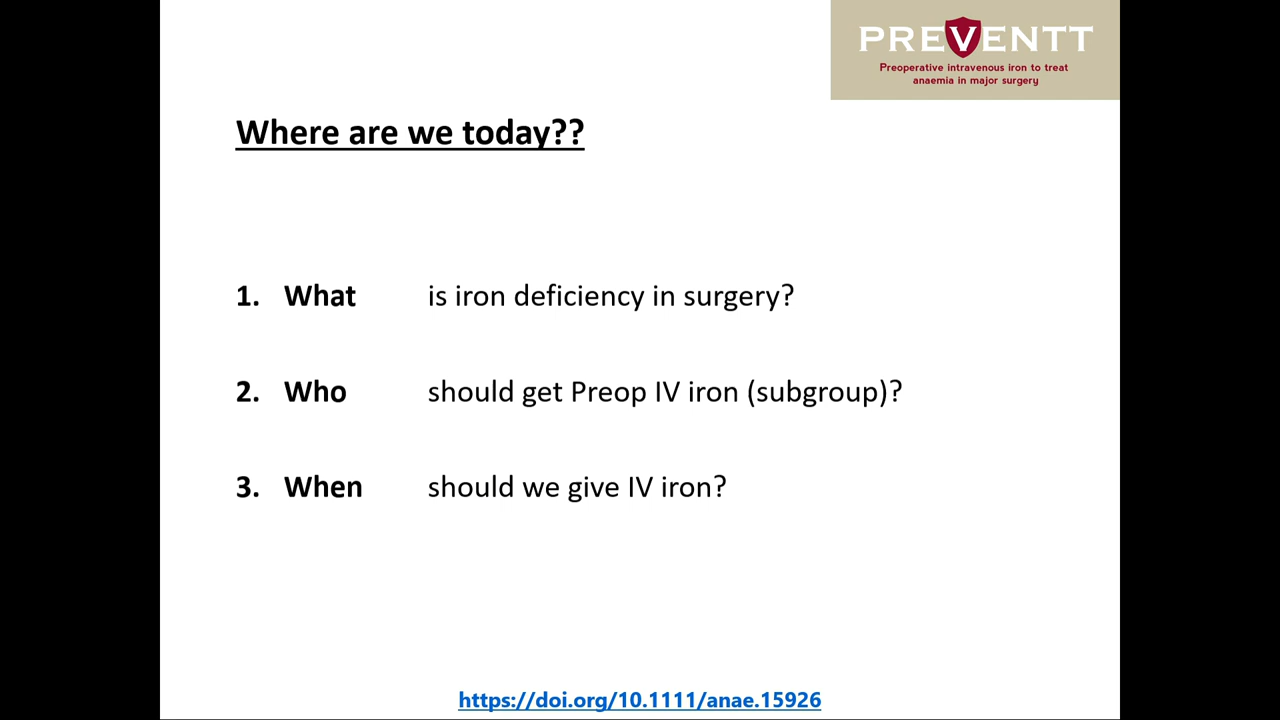 PREVENTT
Preoperative intravenous iron to treat
anaemia in major surgery
Where are we today??
1. What is iron deficiency in surgery?
2. Who should get Preop IV iron (subgroup)?
3. When should we give IV iron?
https://doi.org/10.1111/anae.15926